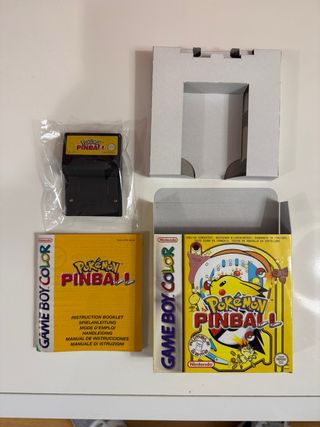 POKéMON
PINBALL
Nintendo
GAME BOY COLOR
POKéMON
PINBALL
INSTRUCTION BOOKLET
SPIELANLEITUNG
MODE D'EMPLOI
HANDLEIDING
MANUAL DE INSTRUCCIONES
MANUALE DI ISTRUZIONI
Nintendo
GAME BOY COLOR
POKéMON
PINBALL